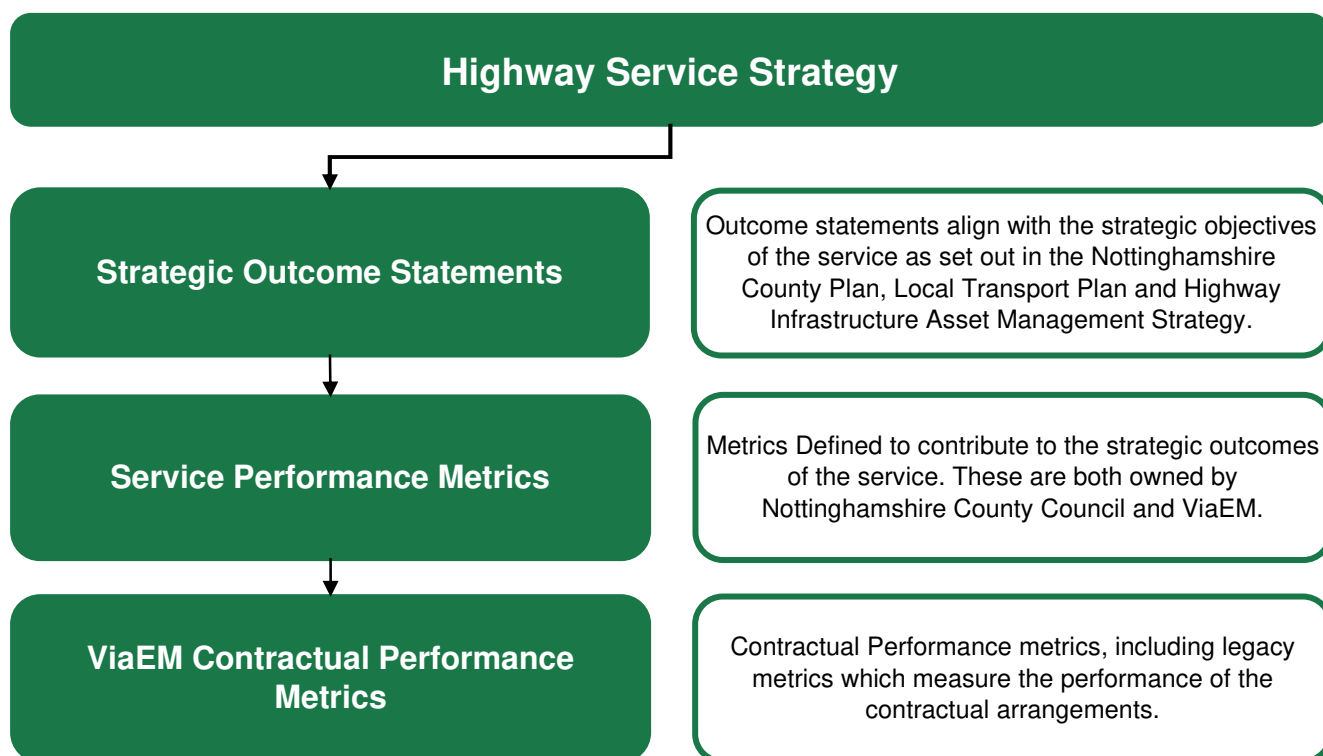 Highway Service Strategy
Strategic Outcome Statements
Outcome statements align with the strategic objectives
of the service as set out in the Nottinghamshire
County Plan, Local Transport Plan and Highway
Infrastructure Asset Management Strategy.
Service Performance Metrics
Metrics Defined to contribute to the strategic outcomes
of the service. These are both owned by
Nottinghamshire County Council and ViaEM.
ViaEM Contractual Performance
Metrics
Contractual Performance metrics, including legacy
metrics which measure the performance of the
contractual arrangements.